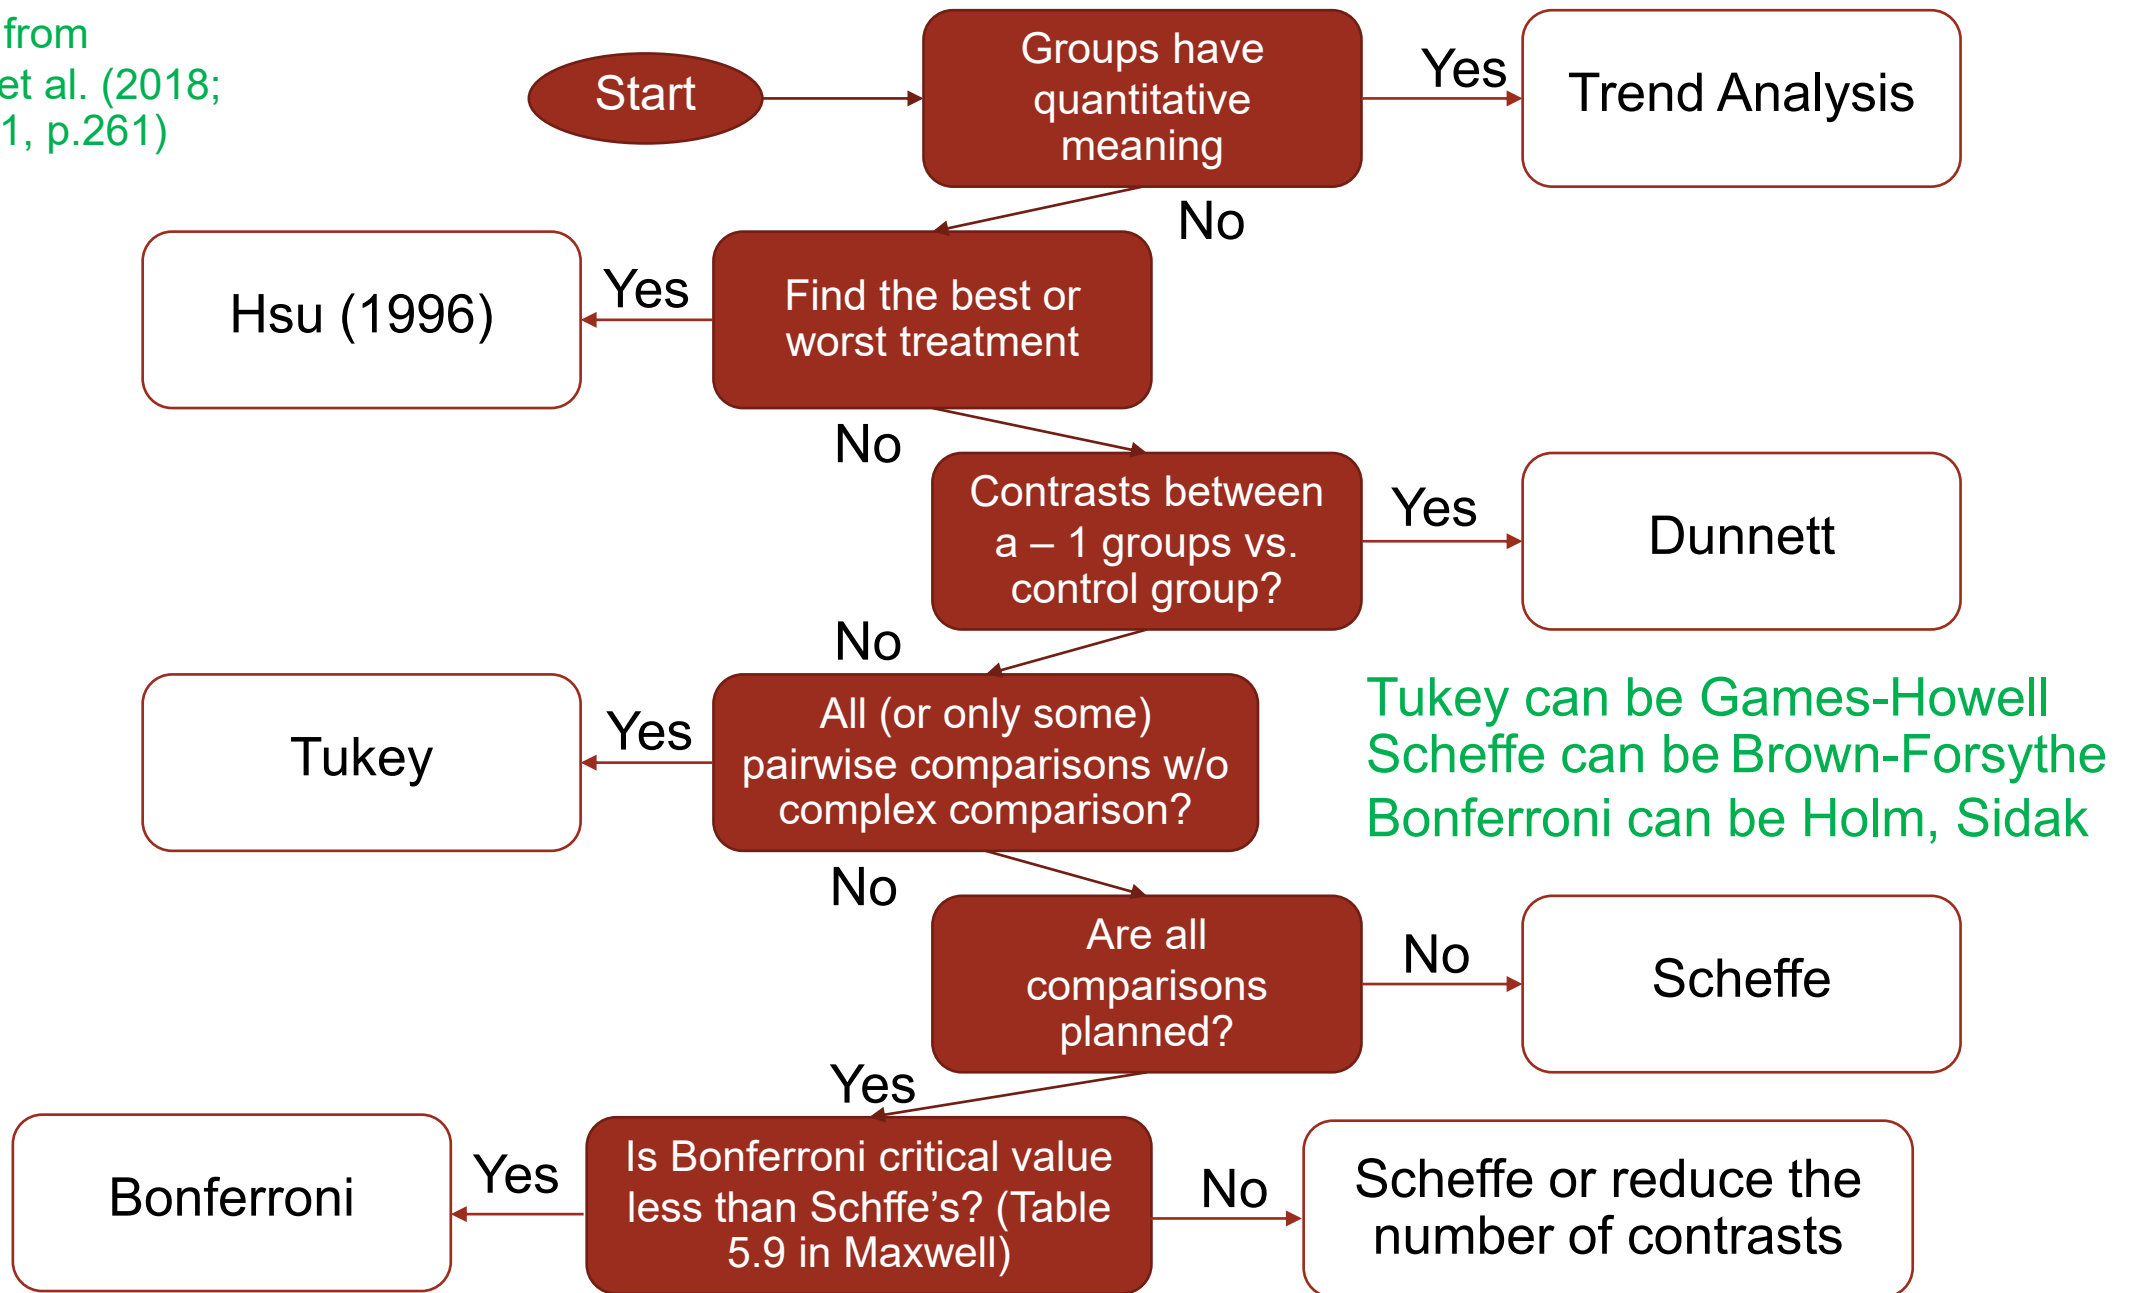 from
et al. (2018;
1, p.261)
Start
Groups have
quantitative
meaning
Yes
Trend Analysis
No
Hsu (1996)
Yes
Find the best or
worst treatment
No
Contrasts between
a – 1 groups vs.
control group?
Yes
Dunnett
No
Tukey
Yes
All (or only some)
pairwise comparisons w/o
complex comparison?
Tukey can be Games-Howell
Scheffe can be Brown-Forsythe
Bonferroni can be Holm, Sidak
No
Are all
comparisons
planned?
No
Scheffe
Yes
Bonferroni
Yes
Is Bonferroni critical value
less than Schffe’s? (Table
5.9 in Maxwell)
No
Scheffe or reduce the
number of contrasts